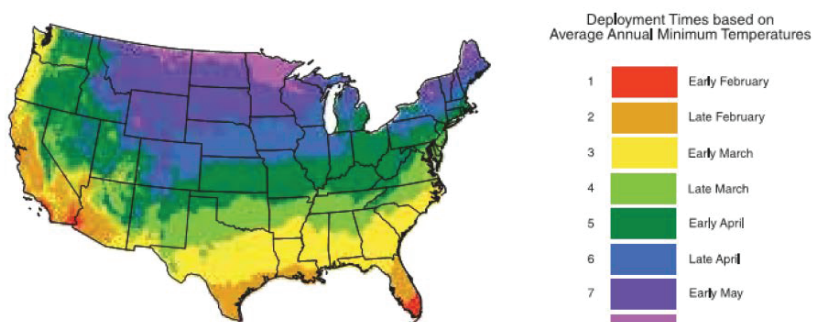 Deployment Times based on
Average Annual Minimum Temperatures
1 Early February
2 Late February
3 Early March
4 Late March
5 Early April
6 Late April
7 Early May